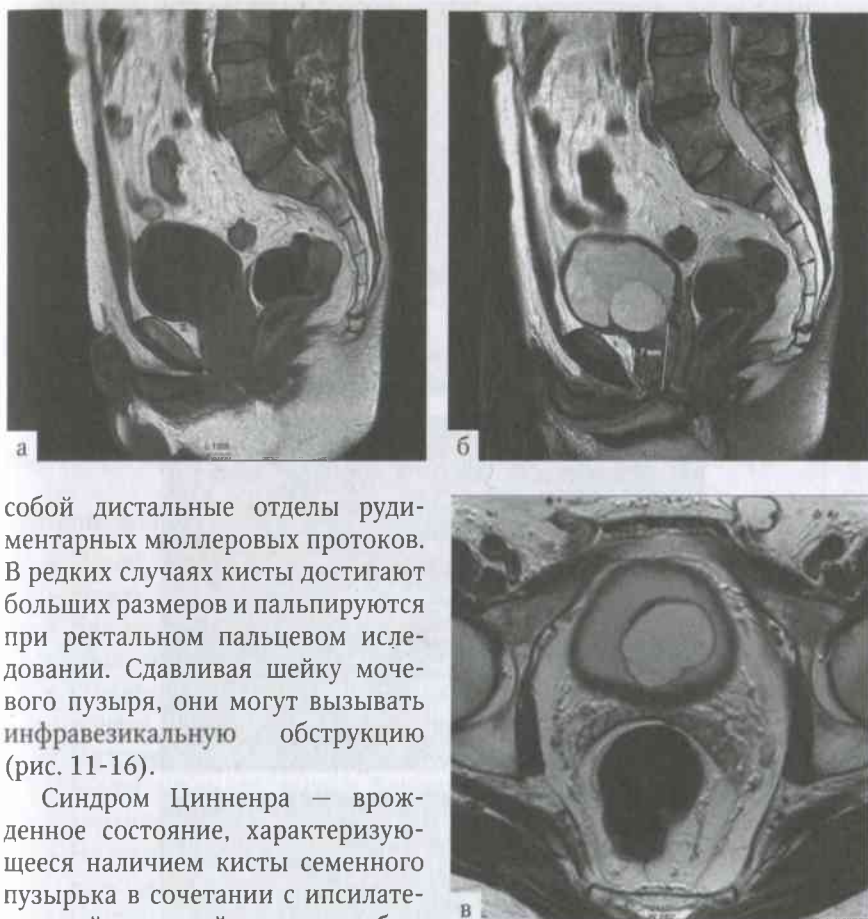 а
б
собой дистальные отделы руди-
ментарных мюллеровых протоков.
В редких случаях кисты достигают
больших размеров и пальпируются
при ректальном пальцевом исле-
довании. Сдавливая шейку моче-
вого пузыря, они могут вызывать
инфравезикальную обструкцию
(рис. 11-16).
Синдром Цинненра — врож-
денное состояние, характеризую-
щееся наличием кисты семенного
пузырька в сочетании с ипсилате-
в